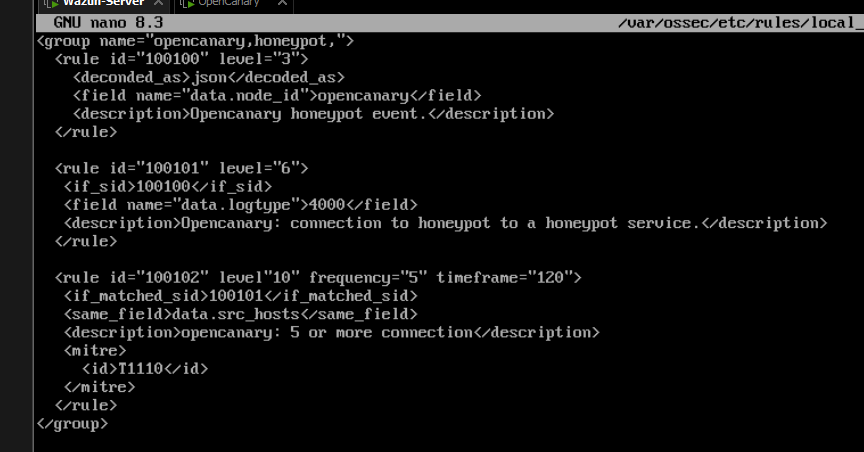 Wazuh-Server × OpenCanary ×
GNU nano 8.3 /var/ossec/etc/rules/local_
<group name="opencanary,honeypot,">
<rule id="100100" level="3">
<deconded_as>json</decoded_as>
<field name="data.node_id">opencanary</field>
<description>Opencanary honeypot event.</description>
</rule>
<rule id="100101" level="6">
<if_sid>100100</if_sid>
<field name="data.logtype">4000</field>
<description>Opencanary: connection to honeypot to a honeypot service.</description>
</rule>
<rule id="100102" level"10" frequency="5" timeframe="120">
<if_matched_sid>100101</if_matched_sid>
<same_field>data.src_hosts</same_field>
<description>opencanary: 5 or more connection</description>
<mitre>
<id>T1110</id>
</mitre>
</rule>
</group>